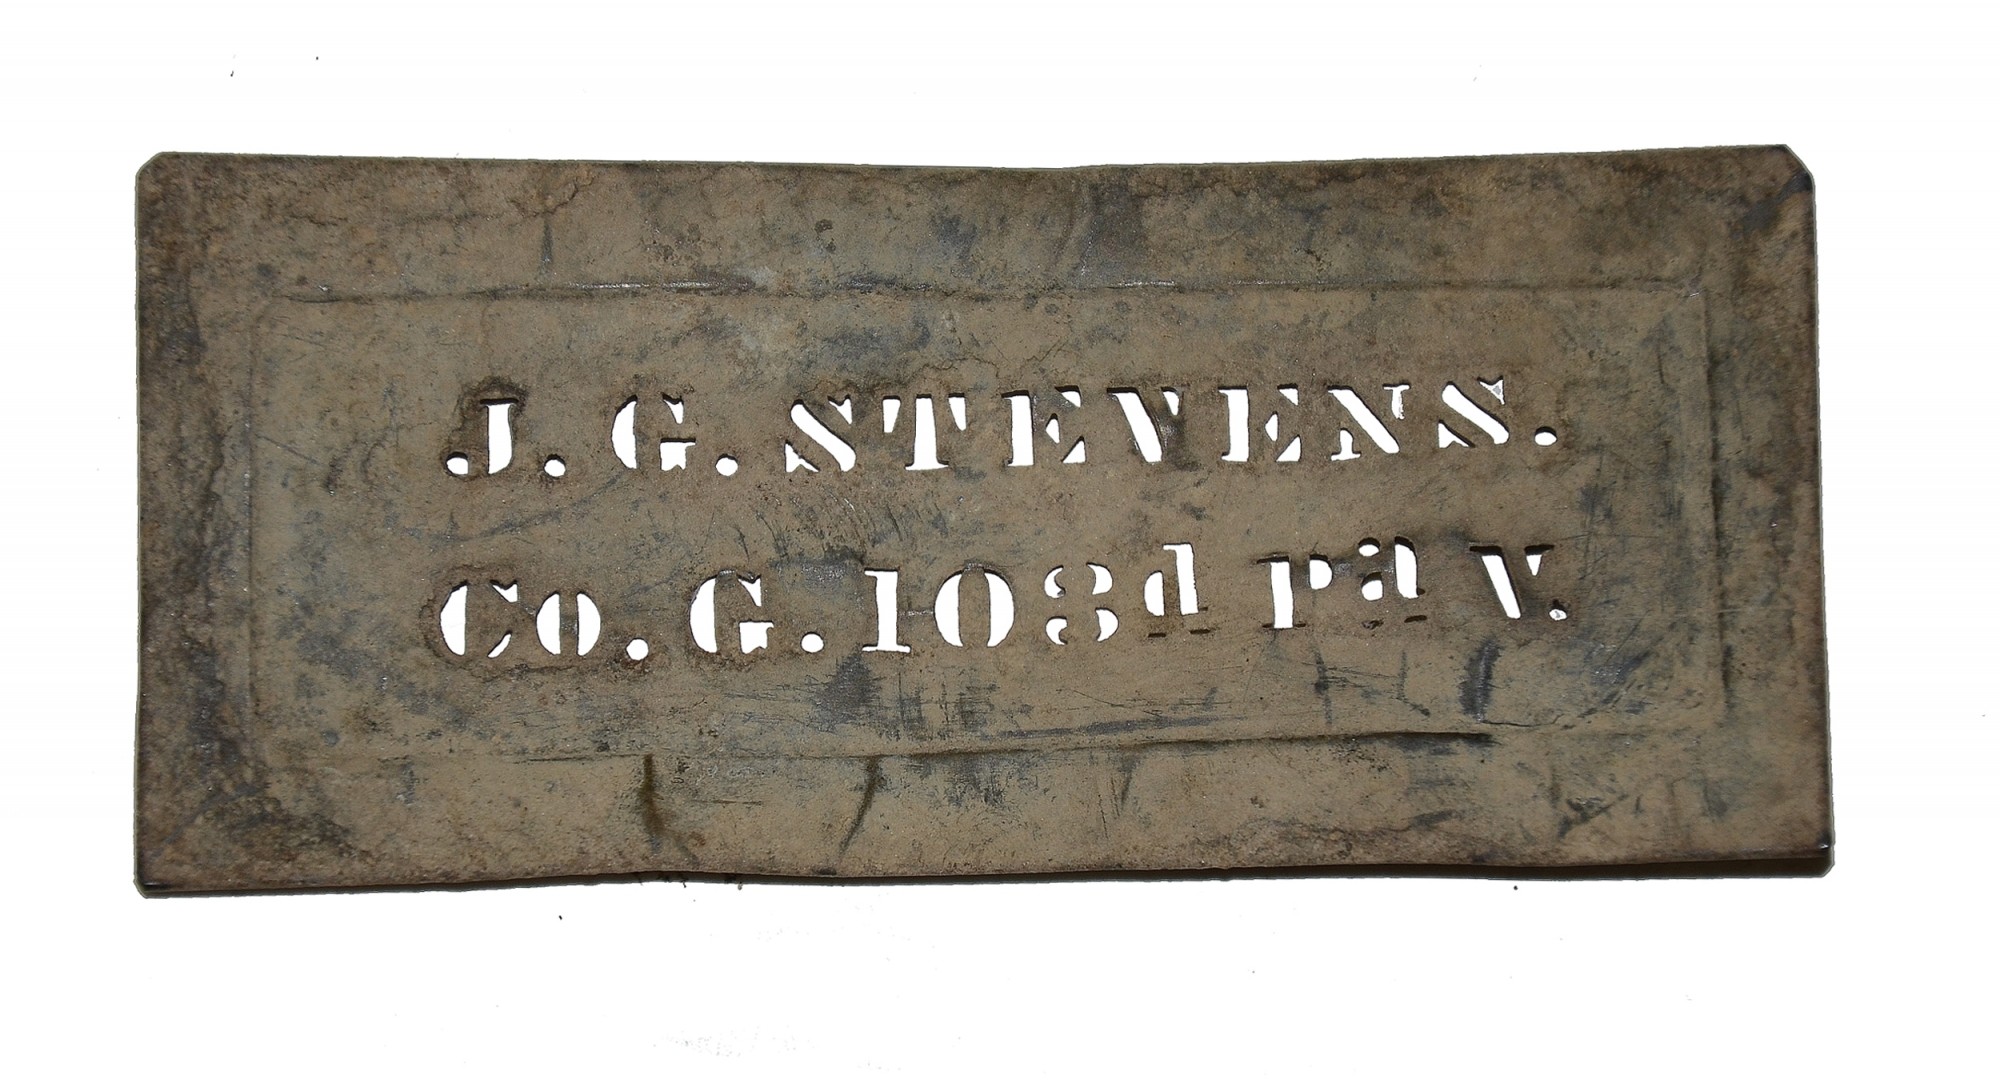 J. G. STEVENS.
Co. G. 103d Pa V.